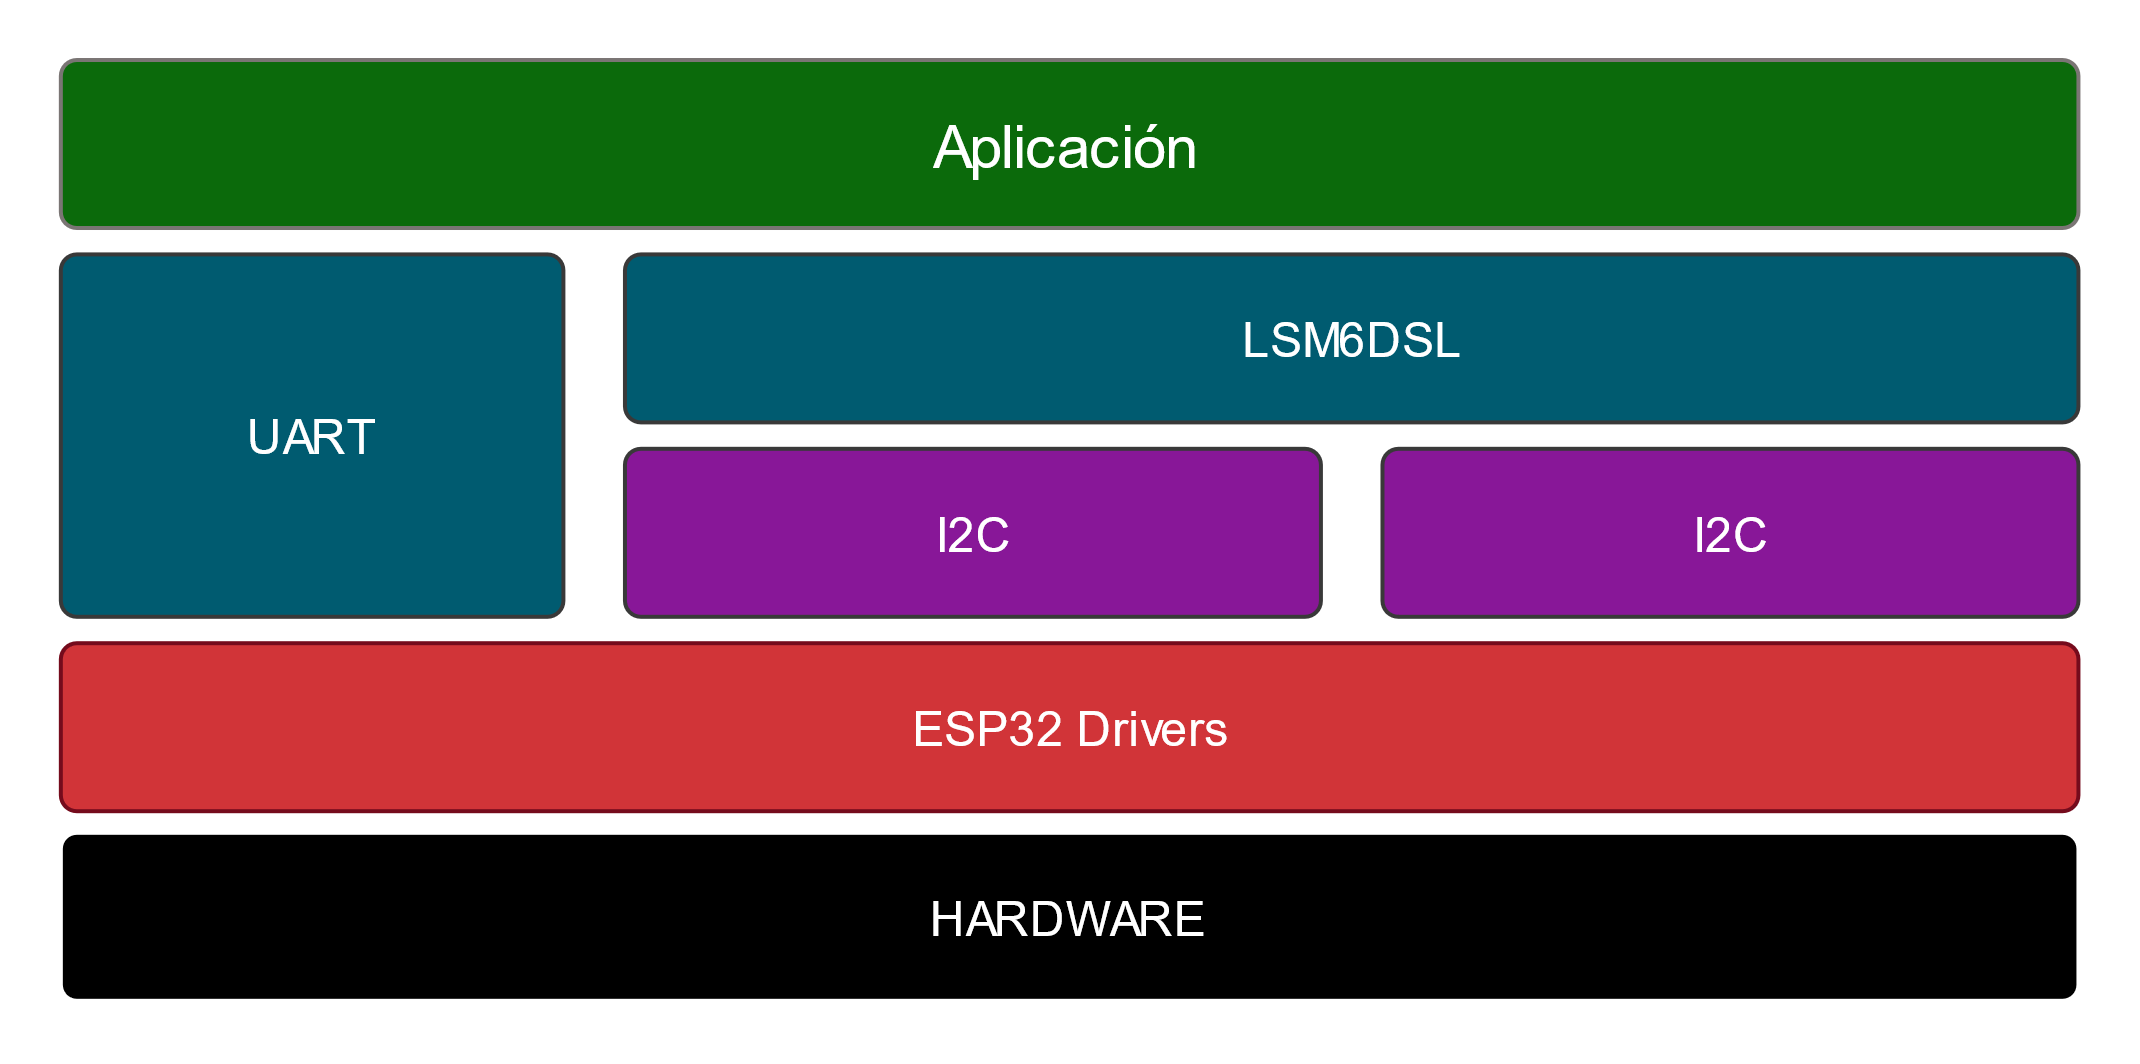 Aplicación
LSM6DSL
UART
I2C
I2C
ESP32 Drivers
HARDWARE